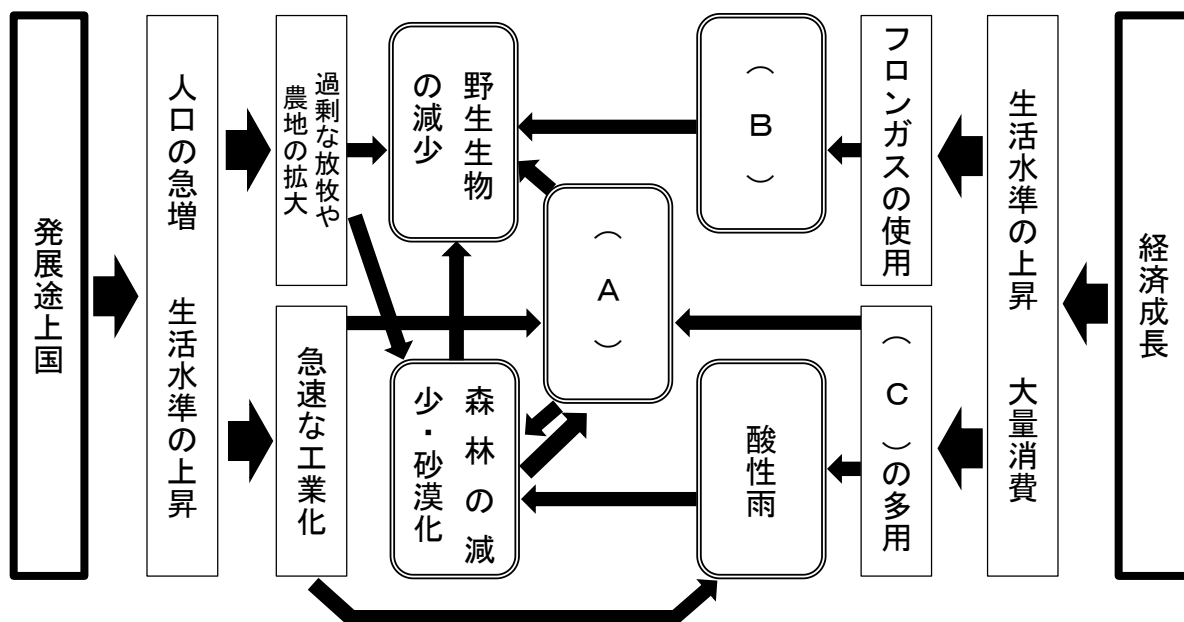 発展途上国
人口の急増
生活水準の上昇
過剰な放牧や
農地の拡大
急速な工業化
野生生物
の減少
森林の減
少・砂漠化
（A）
（B）
酸性雨
フロンガスの使用
（C）の多用
生活水準の上昇
大量消費
経済成長